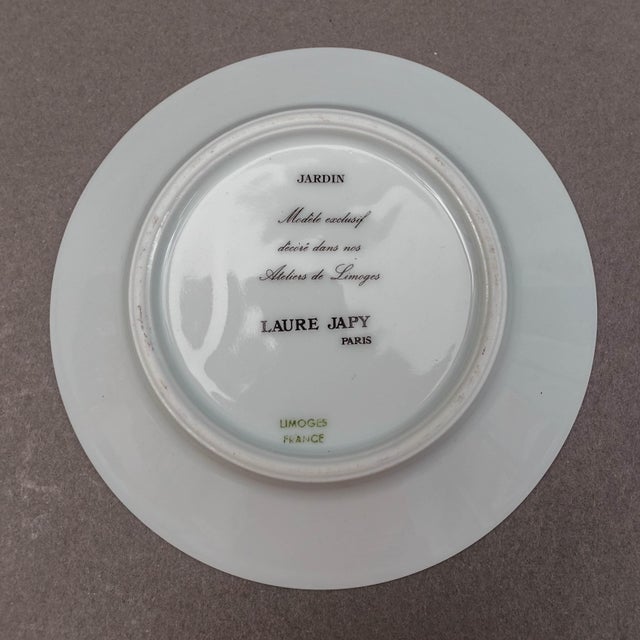 JARDIN
Modèle exclusif
décoré dans nos
Ateliers de Limoges
LAURE JAPY
PARIS
LIMOGES
FRANCE